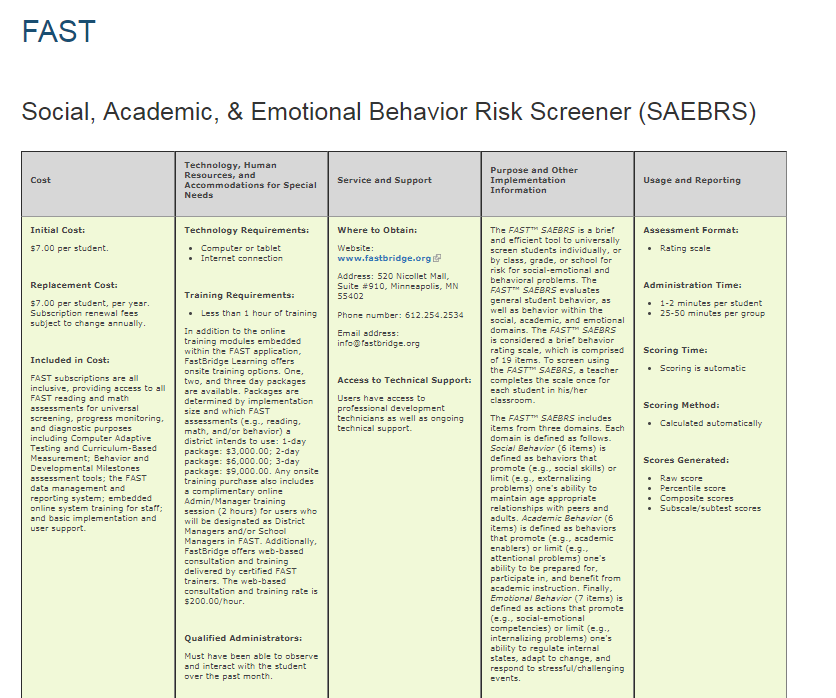 FAST
Social, Academic, & Emotional Behavior Risk Screener (SAEBRS)
Cost
Technology, Human
Resources, and
Accommodations for Special
Needs
Service and Support
Purpose and Other
Implementation
Information
Usage and Reporting
Initial Cost:
$7.00 per student.
Replacement Cost:
$7.00 per student, per year.
Subscription renewal fees
subject to change annually.
Included in Cost:
FAST subscriptions are all
inclusive, providing access to all
FAST reading and math
assessments for universal
screening, progress monitoring,
and diagnostic purposes
including Computer Adaptive
Testing and Curriculum-Based
Measurement; Behavior and
Developmental Milestones
assessment tools; the FAST
data management and
reporting system; embedded
online system training for staff;
and basic implementation and
user support.
Technology Requirements:
• Computer or tablet
• Internet connection
Training Requirements:
• Less than 1 hour of training
In addition to the online
training modules embedded
within the FAST application,
FastBridge Learning offers
onsite training options. One,
two, and three day packages
are available. Packages are
determined by implementation
size and which FAST
assessments (e.g., reading,
math, and/or behavior) a
district intends to use: 1-day
package: $3,000.00; 2-day
package: $6,000.00; 3-day
package: $9,000.00. Any onsite
training purchase also includes
a complimentary online
Admin/Manager training
session (2 hours) for users who
will be designated as District
Managers and/or School
Managers in FAST. Additionally,
FastBridge offers web-based
consultation and training
delivered by certified FAST
trainers. The web-based
consultation and training rate is
$200.00/hour.
Qualified Administrators:
Must have been able to observe
and interact with the student
over the past month.
Where to Obtain:
Website:
www.fastbridge.org
Address: 520 Nicollet Mall,
Suite #910, Minneapolis, MN
55402
Phone number: 612.254.2534
Email address:
info@fastbridge.org
Access to Technical Support:
Users have access to
professional development
technicians as well as ongoing
technical support.
The FAST™ SAEBRS is a brief
and efficient tool to universally
screen students individually, or
by class, grade, or school for
risk for social-emotional and
behavioral problems. The
FAST™ SAEBRS evaluates
general student behavior, as
well as behavior within the
social, academic, and emotional
domains. The FAST™ SAEBRS
is considered a brief behavior
rating scale, which is comprised
of 19 items. To screen using
the FAST™ SAEBRS, a teacher
completes the scale once for
each student in his/her
classroom.
The FAST™ SAEBRS includes
items from three domains. Each
domain is defined as follows.
Social Behavior (6 items) is
defined as behaviors that
promote (e.g., social skills) or
limit (e.g., externalizing
problems) one's ability to
maintain age appropriate
relationships with peers and
adults. Academic Behavior (6
items) is defined as behaviors
that promote (e.g., academic
enablers) or limit (e.g.,
attentional problems) one's
ability to be prepared for,
participate in, and benefit from
academic instruction. Finally,
Emotional Behavior (7 items) is
defined as actions that promote
(e.g., social-emotional
competencies) or limit (e.g.,
internalizing problems) one's
ability to regulate internal
states, adapt to change, and
respond to stressful/challenging
events.
Assessment Format:
• Rating scale
Administration Time:
• 1-2 minutes per student
• 25-50 minutes per group
Scoring Time:
• Scoring is automatic
Scoring Method:
• Calculated automatically
Scores Generated:
• Raw score
• Percentile score
• Composite scores
• Subscale/subtest scores